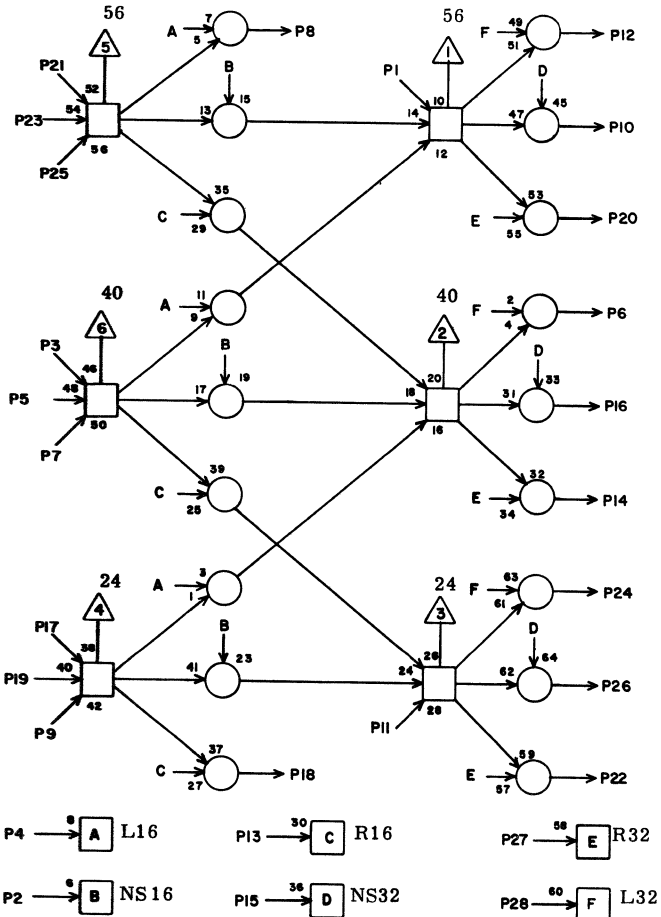 56
5
A 7
5 P8
P21 52
P23 54
P25 56
B
13 15
35
C 29
56
1
P1 10
14
12
F 49
51 P12
D
47 45
P10
53
E 55
P20
40
6
P3 46
P5 48
P7 50
A 11
9
B
17 19
39
C 25
40
2
20
18
16
F 2
4 P6
D
31 33
P16
32
E 34
P14
24
4
P17 38
P19 40
P9 42
A 3
1
B
41 23
37
C 27
P18
24
3
26
24
P11 28
F 63
61 P24
D
62 64
P26
59
E 57
P22
P4 8 A L16
P13 30 C R16
P27 58 E R32
P2 6 B NS16
P15 36 D NS32
P28 60 F L32